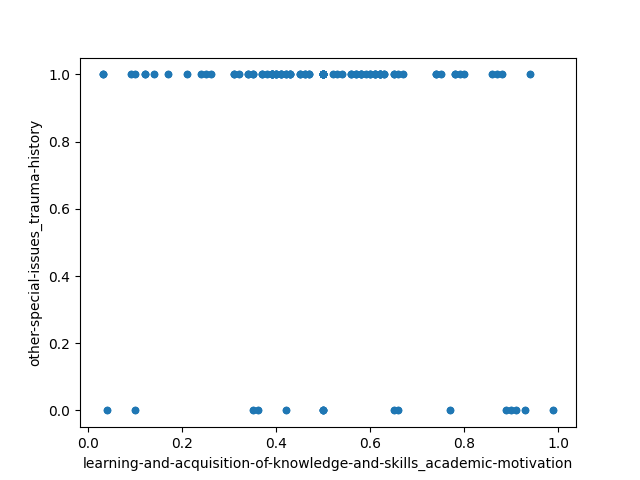 1.0
0.8
0.6
0.4
0.2
0.0
other-special-issues_trauma-history
0.0 0.2 0.4 0.6 0.8 1.0
learning-and-acquisition-of-knowledge-and-skills_academic-motivation